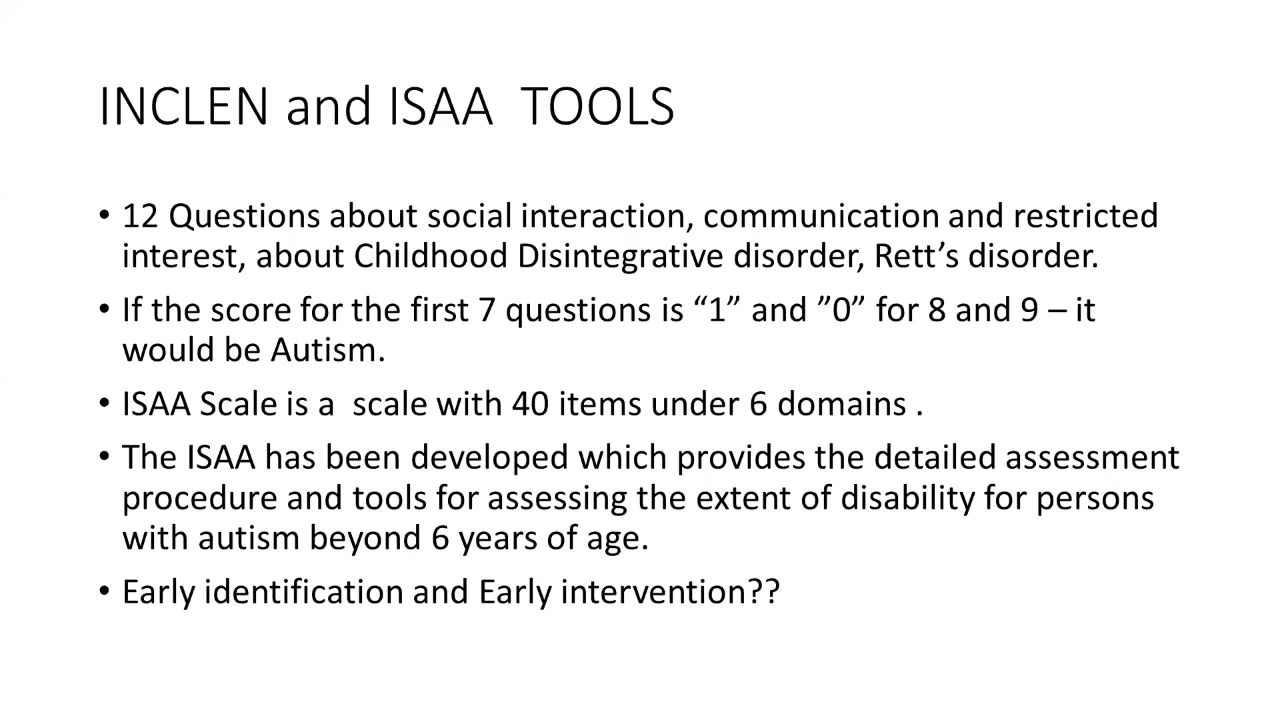 INCLEN and ISAA  TOOLS
• 12 Questions about social interaction, communication and restricted
interest, about Childhood Disintegrative disorder, Rett’s disorder.
• If the score for the first 7 questions is “1” and ”0” for 8 and 9 – it
would be Autism.
• ISAA Scale is a  scale with 40 items under 6 domains .
• The ISAA has been developed which provides the detailed assessment
procedure and tools for assessing the extent of disability for persons
with autism beyond 6 years of age.
• Early identification and Early intervention??